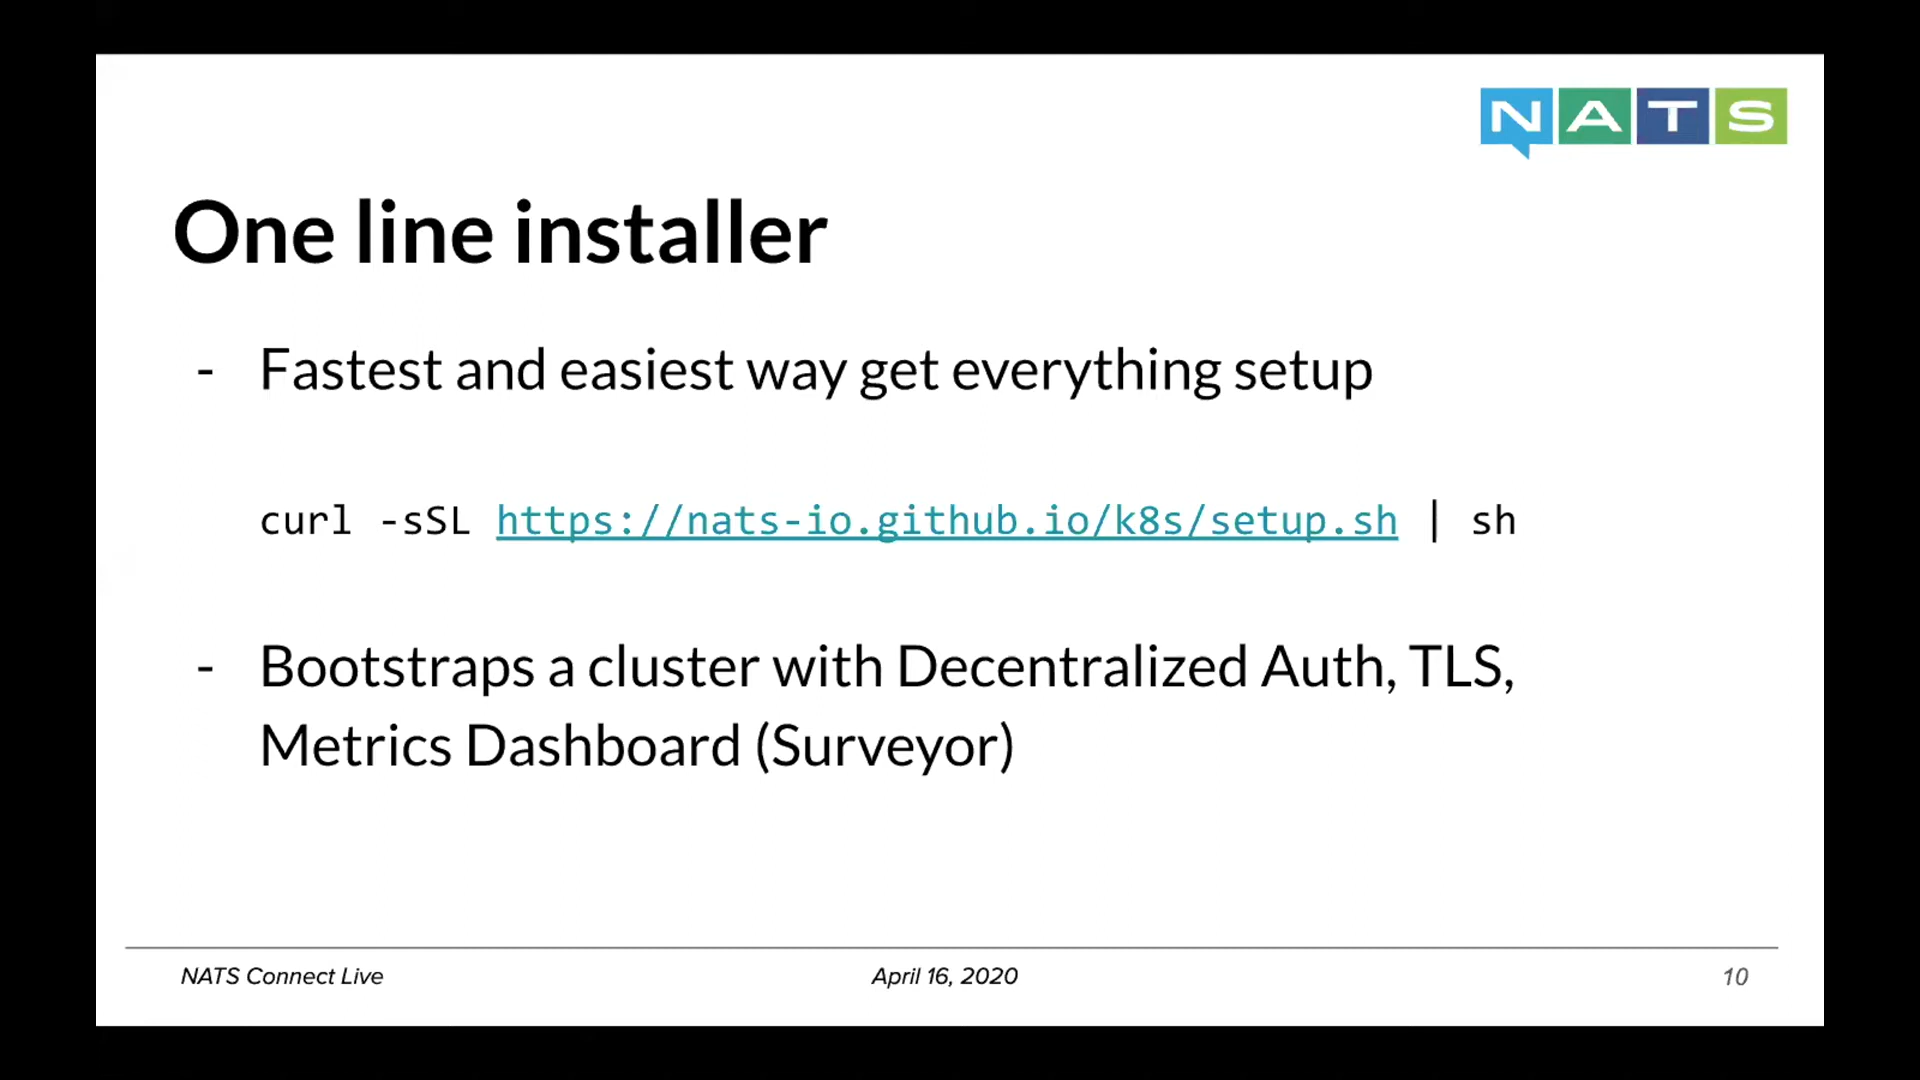 NATS
One line installer
- Fastest and easiest way get everything setup
curl -sSL https://nats-io.github.io/k8s/setup.sh | sh
- Bootstraps a cluster with Decentralized Auth, TLS,
Metrics Dashboard (Surveyor)
NATS Connect Live
April 16, 2020
10